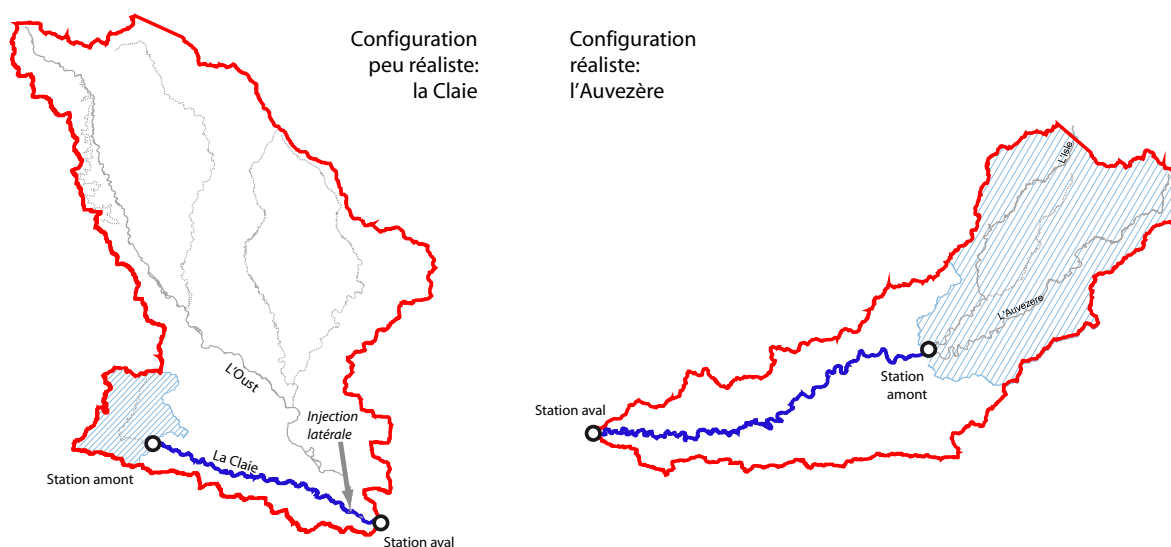 Configuration
peu réaliste:
la Claie
Configuration
réaliste:
l'Auvezère
L'Isle
L'Auvezere
L'Oust
Injection
latérale
La Claie
Station amont
Station aval
Station
amont
Station aval